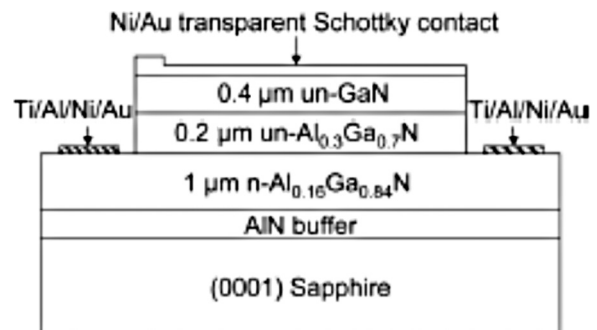 Ni/Au transparent Schottky contact
0.4 µm un-GaN
Ti/Al/Ni/Au
Ti/Al/Ni/Au
0.2 µm un-Al₀.₃Ga₀.₇N
1 µm n-Al₀.₁₆Ga₀.₈₄N
AlN buffer
(0001) Sapphire